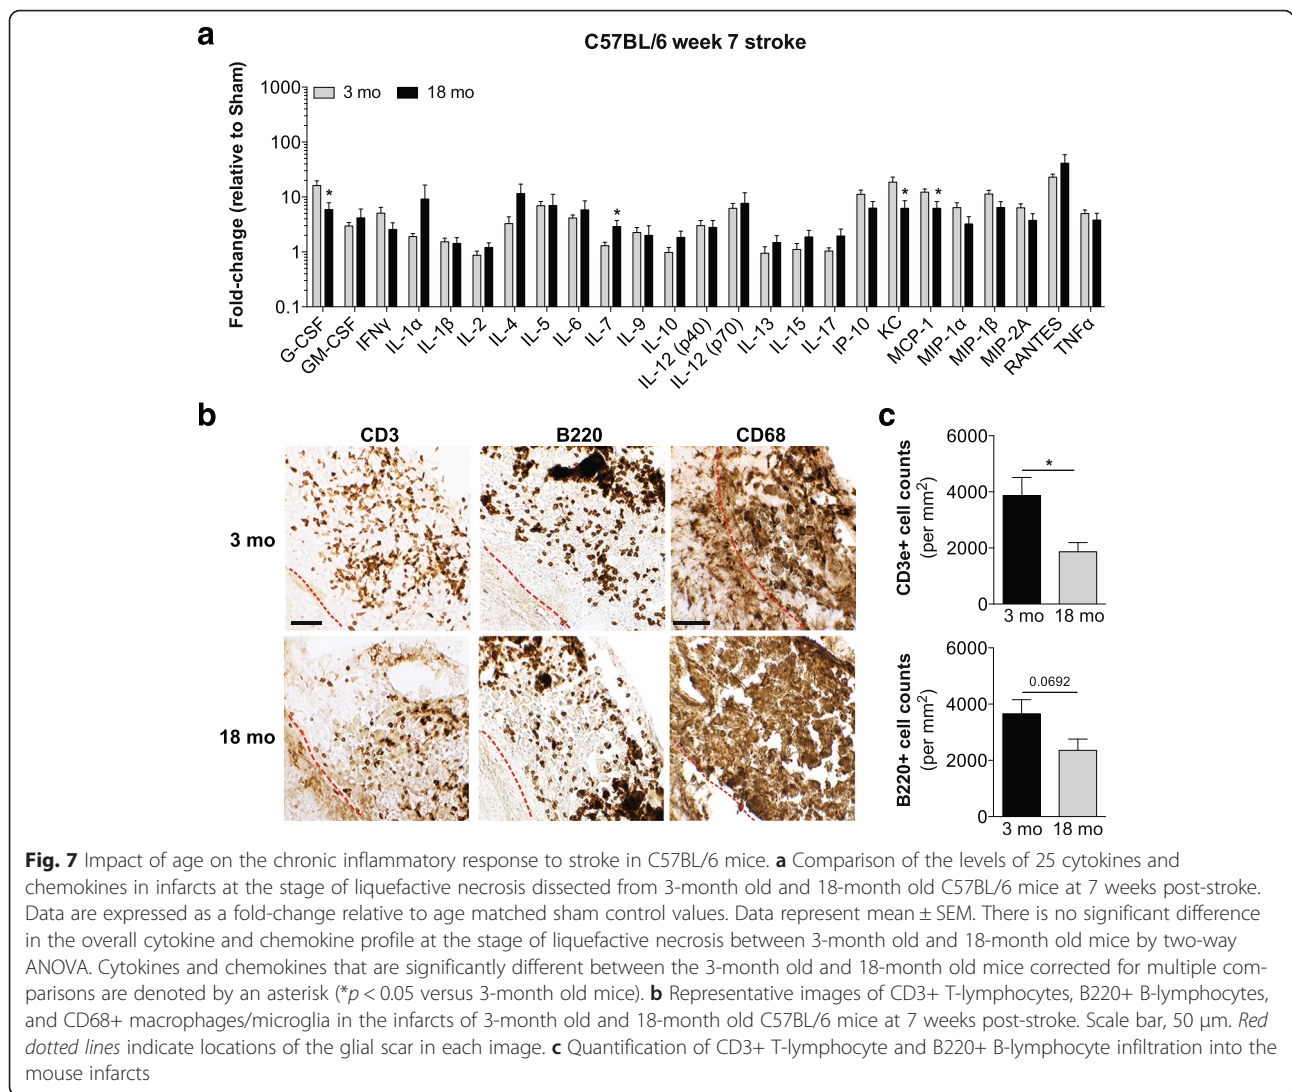 a
C57BL/6 week 7 stroke
Fold-change (relative to Sham)
1000
100
10
1
0.1
3 mo
18 mo
*
*
*
*
G-CSF
GM-CSF
IFNγ
IL-1α
IL-1β
IL-2
IL-4
IL-5
IL-6
IL-7
IL-9
IL-10
IL-12 (p40)
IL-12 (p70)
IL-13
IL-15
IL-17
IP-10
KC
MCP-1
MIP-1α
MIP-1β
MIP-2A
RANTES
TNFα
b
CD3
B220
CD68
3 mo
18 mo
c
CD3e+ cell counts
(per mm²)
6000
4000
2000
0
*
3 mo
18 mo
B220+ cell counts
(per mm²)
6000
4000
2000
0
0.0692
3 mo
18 mo
Fig. 7 Impact of age on the chronic inflammatory response to stroke in C57BL/6 mice. a Comparison of the levels of 25 cytokines and
chemokines in infarcts at the stage of liquefactive necrosis dissected from 3-month old and 18-month old C57BL/6 mice at 7 weeks post-stroke.
Data are expressed as a fold-change relative to age matched sham control values. Data represent mean ± SEM. There is no significant difference
in the overall cytokine and chemokine profile at the stage of liquefactive necrosis between 3-month old and 18-month old mice by two-way
ANOVA. Cytokines and chemokines that are significantly different between the 3-month old and 18-month old mice corrected for multiple com-
parisons are denoted by an asterisk (*p < 0.05 versus 3-month old mice). b Representative images of CD3+ T-lymphocytes, B220+ B-lymphocytes,
and CD68+ macrophages/microglia in the infarcts of 3-month old and 18-month old C57BL/6 mice at 7 weeks post-stroke. Scale bar, 50 μm. Red
dotted lines indicate locations of the glial scar in each image. c Quantification of CD3+ T-lymphocyte and B220+ B-lymphocyte infiltration into the
mouse infarcts